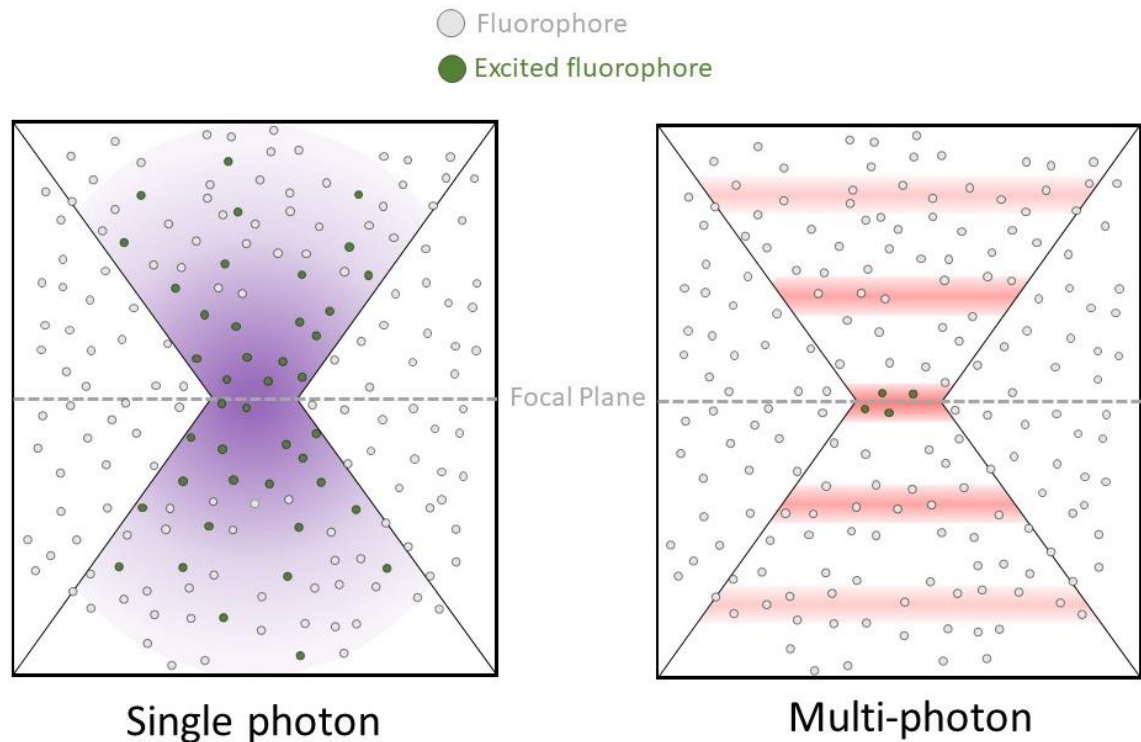 Fluorophore
Excited fluorophore
Focal Plane
Single photon
Multi-photon